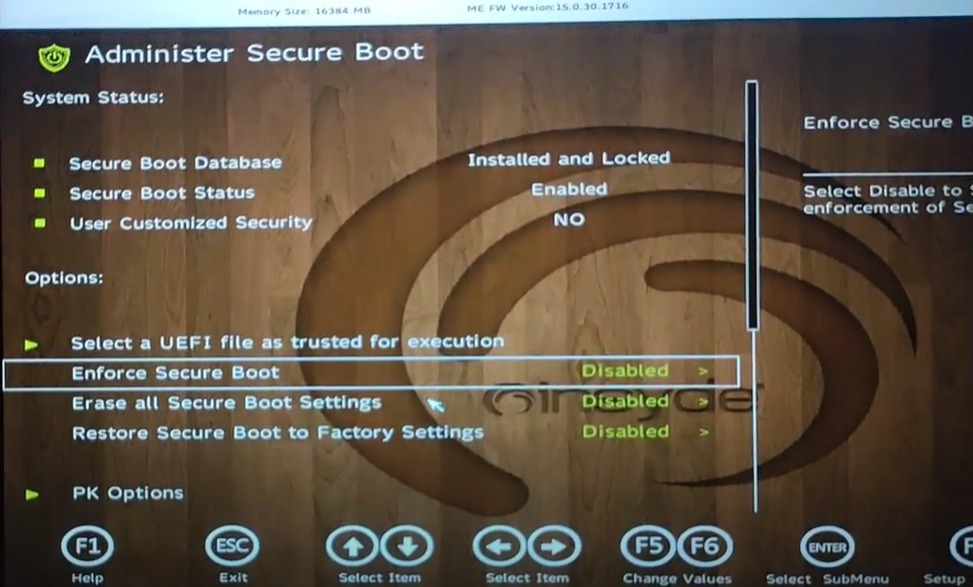 Memory Size: 16384 MB ME FW Version:15.0.30.1716
Administer Secure Boot
System Status:
Secure Boot Database Installed and Locked
Secure Boot Status Enabled
User Customized Security NO
Options:
Select a UEFI file as trusted for execution
Enforce Secure Boot Disabled >
Erase all Secure Boot Settings Disabled >
Restore Secure Boot to Factory Settings Disabled >
PK Options
Enforce Secure B
Select Disable to
enforcement of Se
insyde
F1 ESC F5 F6 ENTER F
Help Exit Select Item Select Item Change Values Select SubMenu Setup